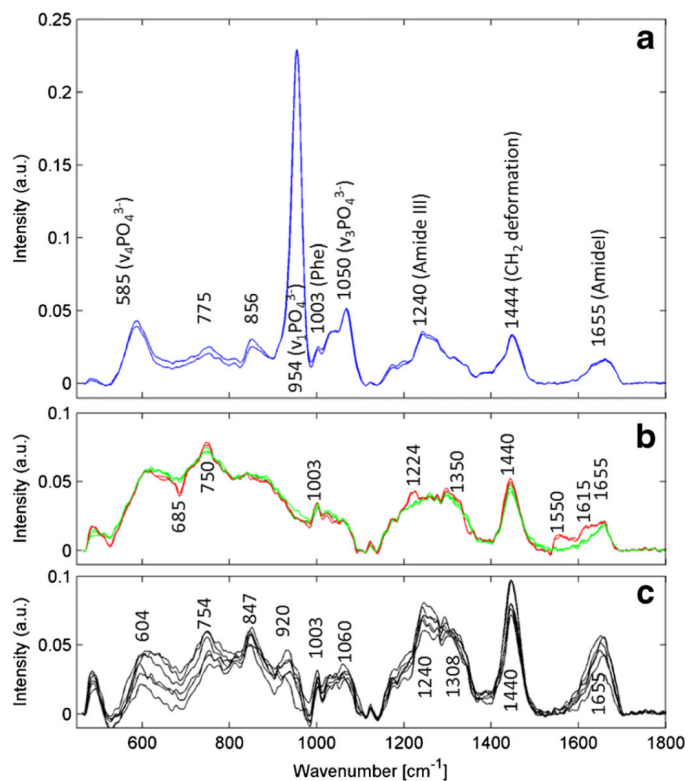 a
0.25
0.2
0.15
0.1
0.05
0
Intensity (a.u.)
585 (v₄PO₄³⁻)
775
856
954 (v₁PO₄³⁻)
1003 (Phe)
1050 (v₃PO₄³⁻)
1240 (Amide III)
1444 (CH₂ deformation)
1655 (AmideI)
b
0.1
0.05
0
Intensity (a.u.)
685
750
1003
1224
1350
1440
1550
1615
1655
c
0.1
0.05
0
Intensity (a.u.)
604
754
847
920
1003
1060
1240
1308
1440
1655
600 800 1000 1200 1400 1600 1800
Wavenumber [cm⁻¹]